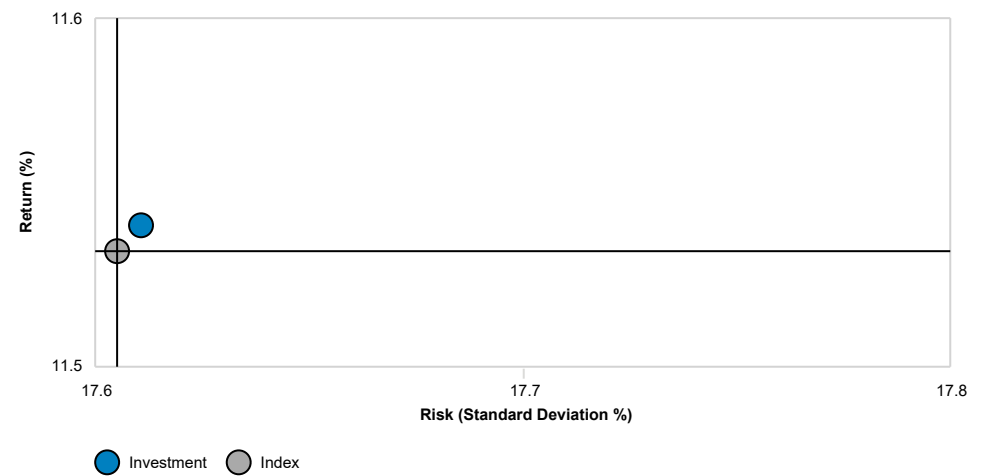 11.6
Return (%)
11.5
17.6
17.7
17.8
Risk (Standard Deviation %)
Investment
Index